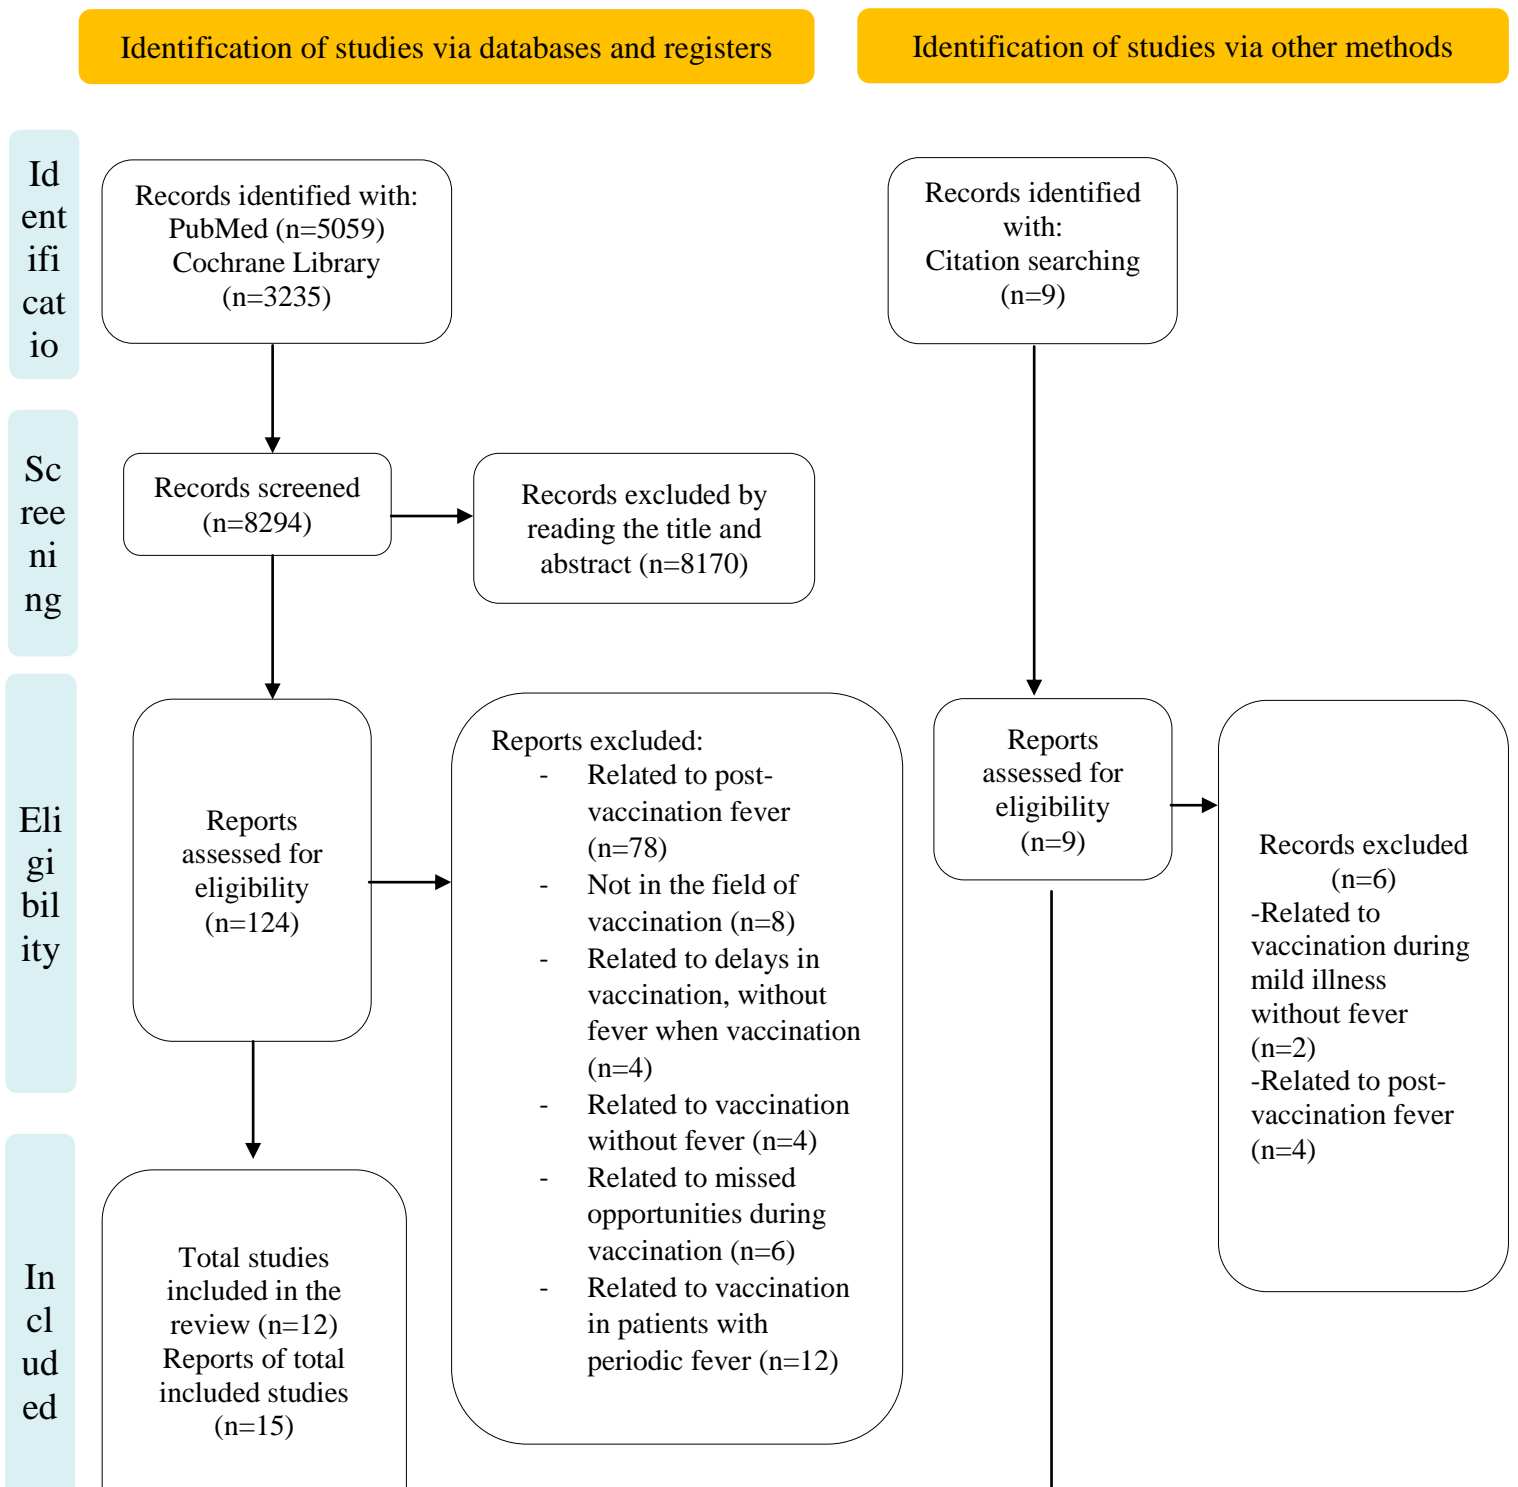 Identification of studies via databases and registers
Identification of studies via other methods
Id
ent
ifi
cat
io
Records identified with:
PubMed (n=5059)
Cochrane Library
(n=3235)
Records identified
with:
Citation searching
(n=9)
Sc
ree
ni
ng
Records screened
(n=8294)
Records excluded by
reading the title and
abstract (n=8170)
Eli
gi
bil
ity
Reports
assessed for
eligibility
(n=124)
Reports excluded:
- Related to post-
vaccination fever
(n=78)
- Not in the field of
vaccination (n=8)
- Related to delays in
vaccination, without
fever when vaccination
(n=4)
- Related to vaccination
without fever (n=4)
- Related to missed
opportunities during
vaccination (n=6)
- Related to vaccination
in patients with
periodic fever (n=12)
Reports
assessed for
eligibility
(n=9)
Records excluded
(n=6)
-Related to
vaccination during
mild illness
without fever
(n=2)
-Related to post-
vaccination fever
(n=4)
In
cl
ud
ed
Total studies
included in the
review (n=12)
Reports of total
included studies
(n=15)